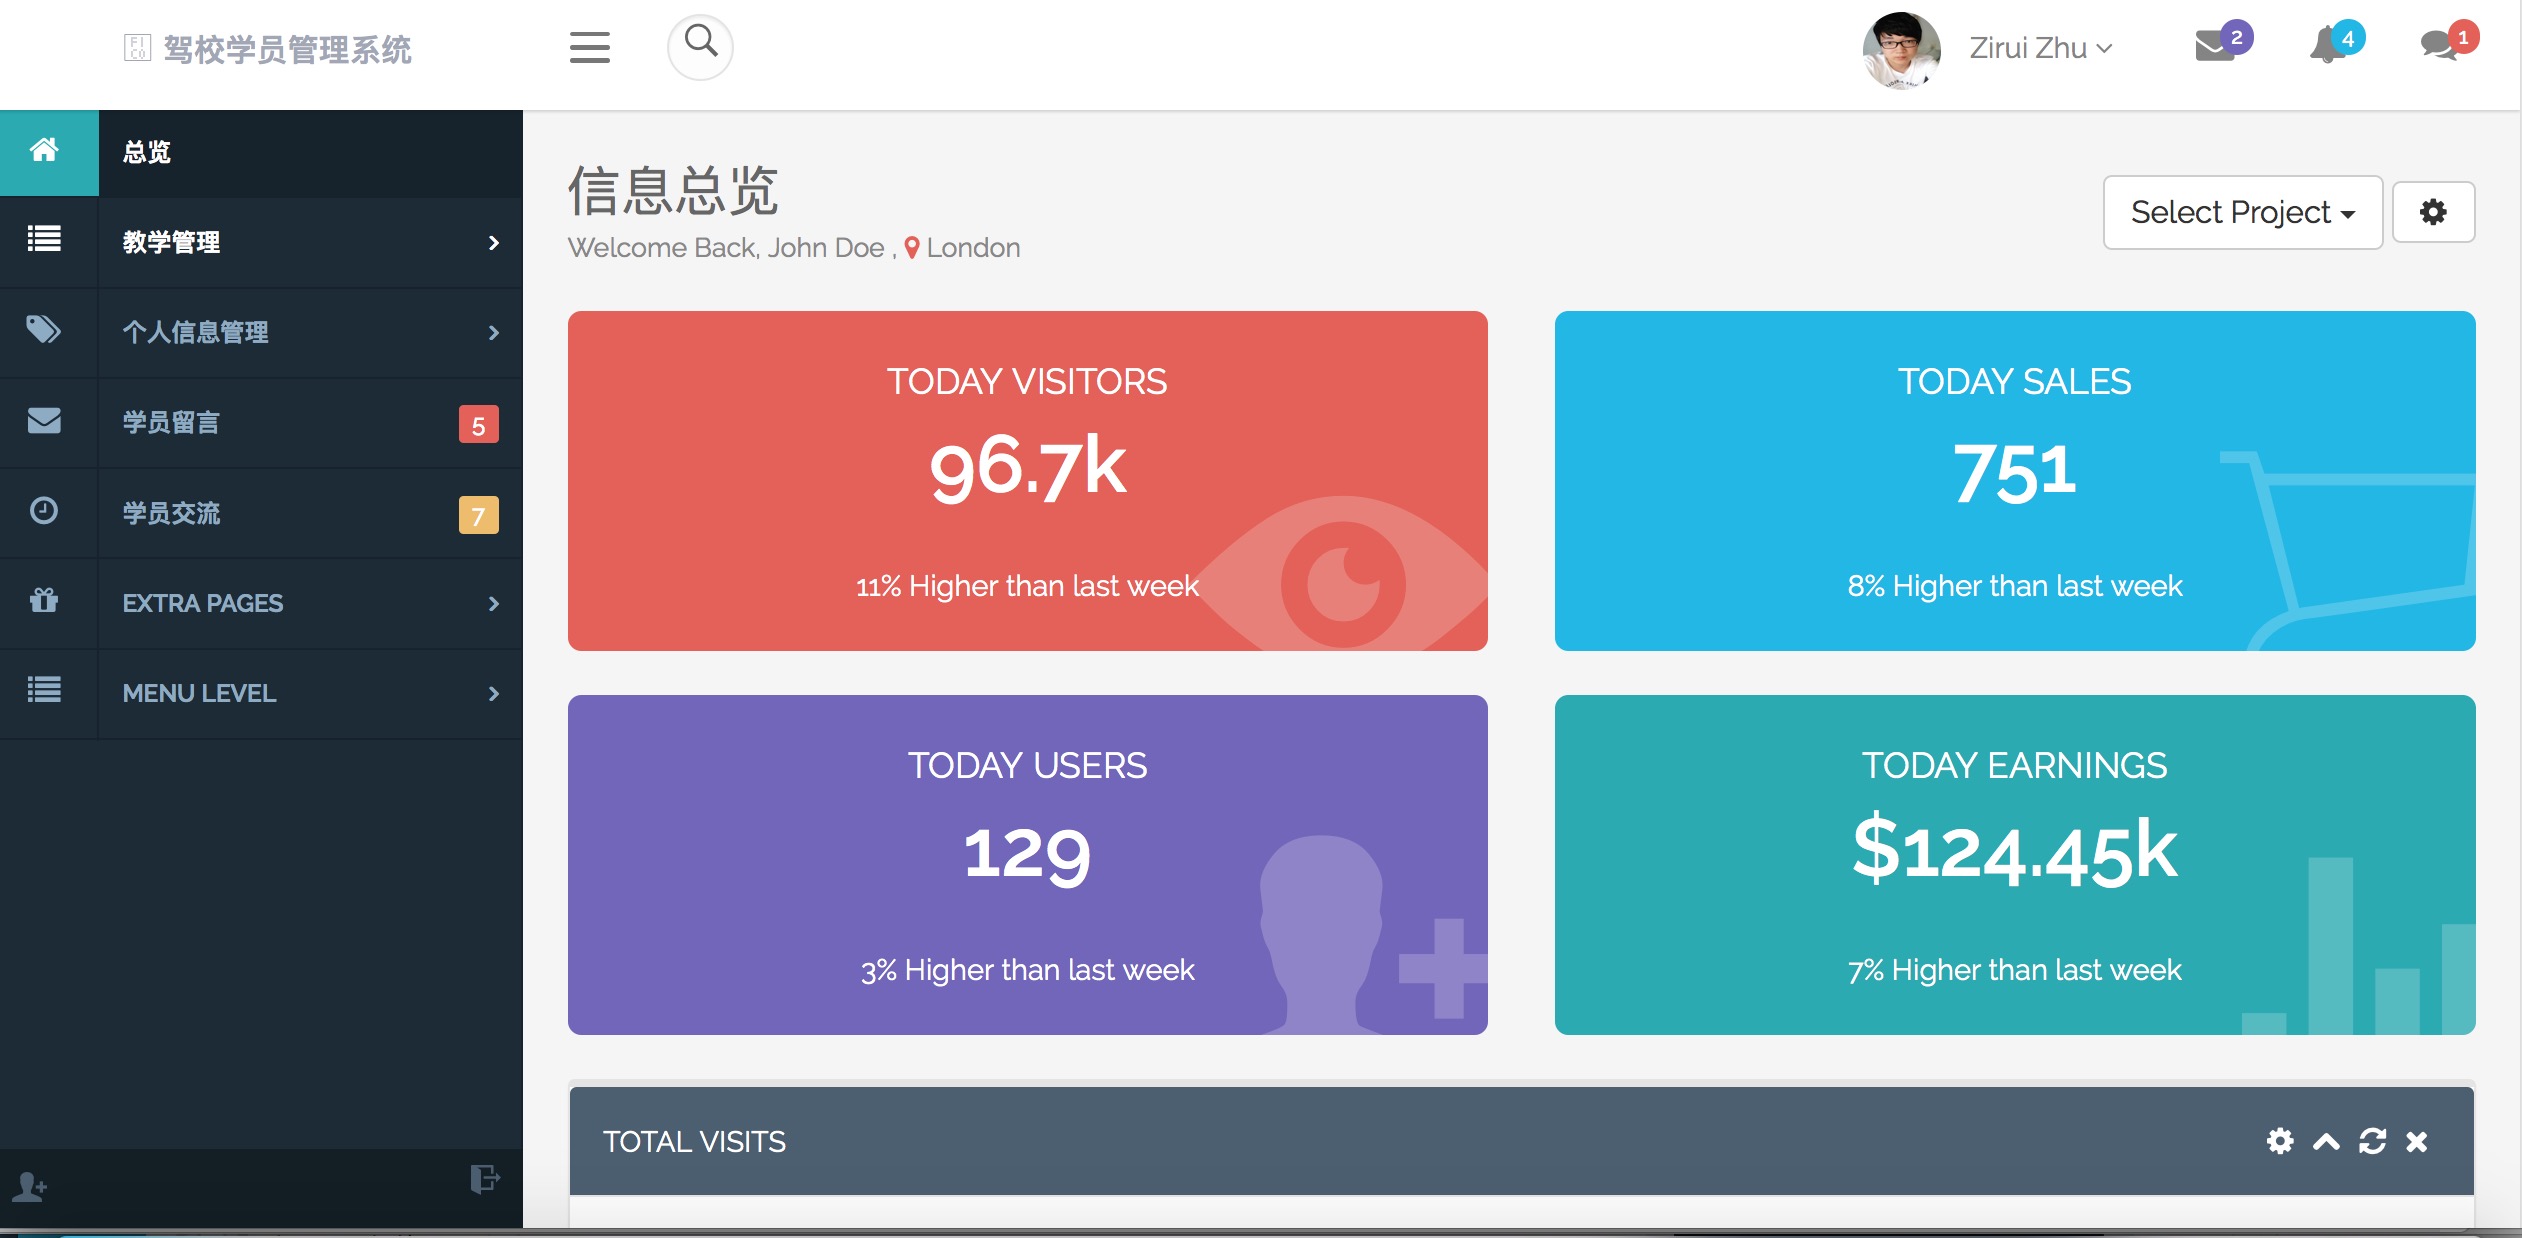 驾校学员管理系统
Zirui Zhu
2
4
1
总览
教学管理
个人信息管理
学员留言
5
学员交流
7
EXTRA PAGES
MENU LEVEL
信息总览
Welcome Back, John Doe , London
Select Project
TODAY VISITORS
96.7k
11% Higher than last week
TODAY SALES
751
8% Higher than last week
TODAY USERS
129
3% Higher than last week
TODAY EARNINGS
$124.45k
7% Higher than last week
TOTAL VISITS